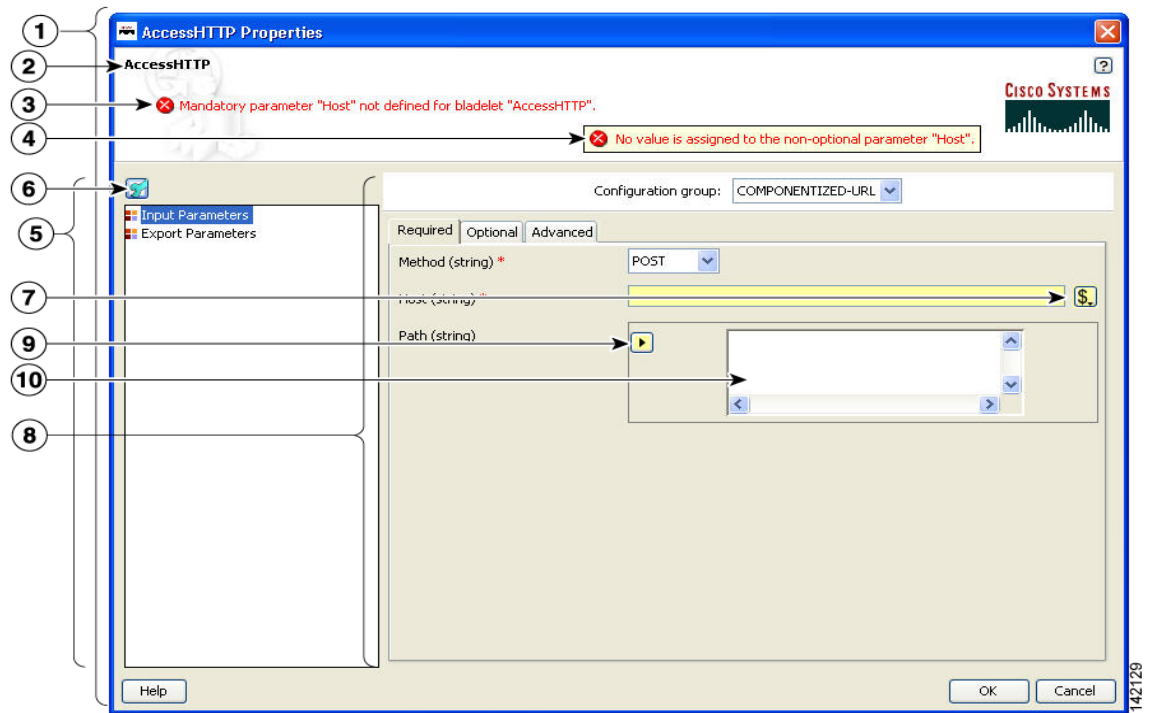 1
AccessHTTP Properties
2
AccessHTTP
?
3
Mandatory parameter "Host" not defined for bladelet "AccessHTTP".
CISCO SYSTEMS
4
No value is assigned to the non-optional parameter "Host".
6
Configuration group: COMPONENTIZED-URL
5
Input Parameters
Export Parameters
Required Optional Advanced
Method (string) * POST
7
Host (string) *
$
9
Path (string)
10
8
Help
OK
Cancel
142129